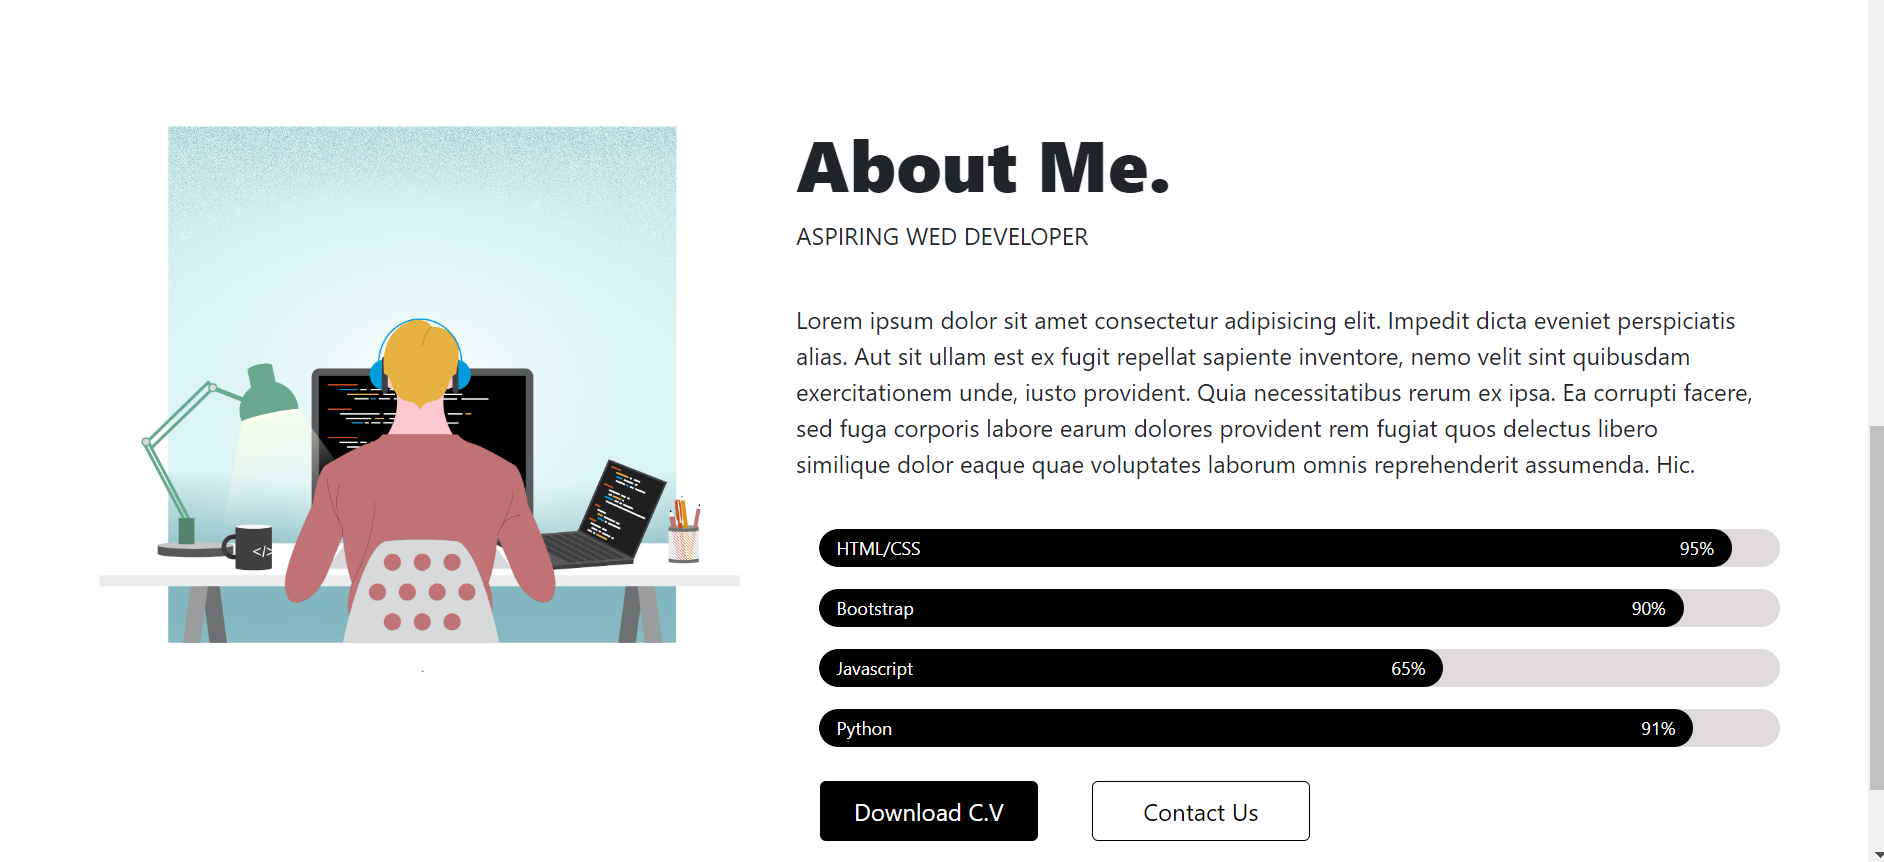 About Me.
ASPIRING WED DEVELOPER
Lorem ipsum dolor sit amet consectetur adipisicing elit. Impedit dicta eveniet perspiciatis
alias. Aut sit ullam est ex fugit repellat sapiente inventore, nemo velit sint quibusdam
exercitationem unde, iusto provident. Quia necessitatibus rerum ex ipsa. Ea corrupti facere,
sed fuga corporis labore earum dolores provident rem fugiat quos delectus libero
similique dolor eaque quae voluptates laborum omnis reprehenderit assumenda. Hic.
</>
HTML/CSS 95%
Bootstrap 90%
Javascript 65%
Python 91%
Download C.V Contact Us